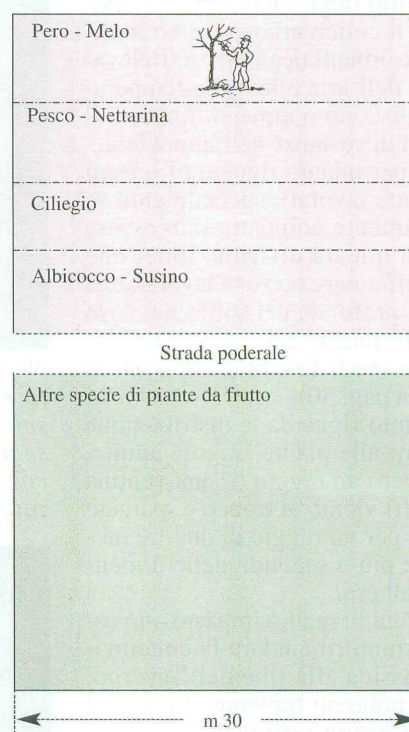 Pero - Melo
Pesco - Nettarina
Ciliegio
Albicocco - Susino
Strada poderale
Altre specie di piante da frutto
m 30